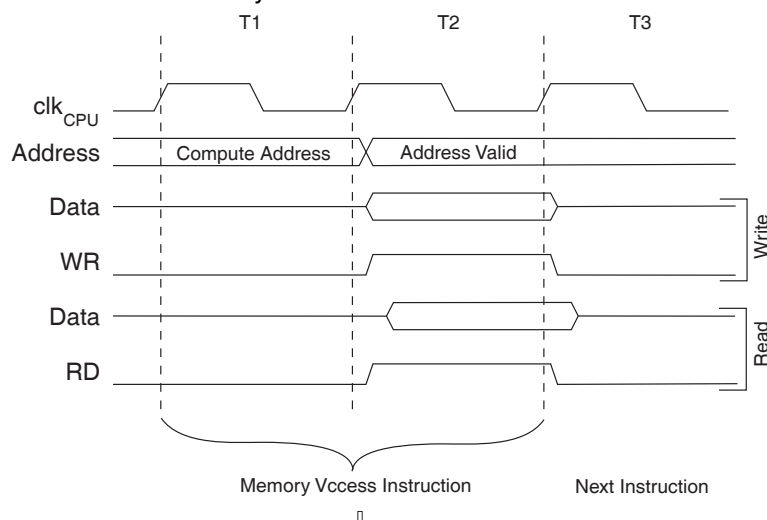 T1 T2 T3
clkCPU
Address Compute Address Address Valid
Data
WR
Write
Data
RD
Read
Memory Vccess Instruction Next Instruction